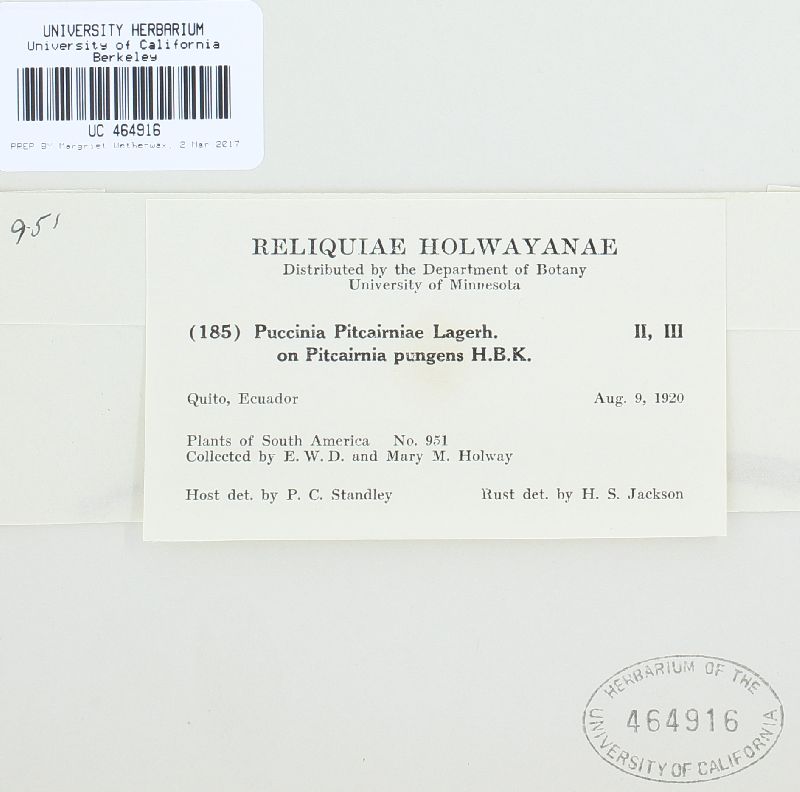 UNIVERSITY HERBARIUM
University of California
Berkeley
UC 464916
PREP BY Margriet Wetherwax, 2 Mar 2017
951
RELIQUIAE HOLWAYANAE
Distributed by the Department of Botany
University of Minnesota
(185) Puccinia Pitcairniae Lagerh. II, III
on Pitcairnia pungens H.B.K.
Quito, Ecuador Aug. 9, 1920
Plants of South America No. 951
Collected by E. W. D. and Mary M. Holway
Host det. by P. C. Standley Rust det. by H. S. Jackson
HERBARIUM OF THE
464916
UNIVERSITY OF CALIFORNIA